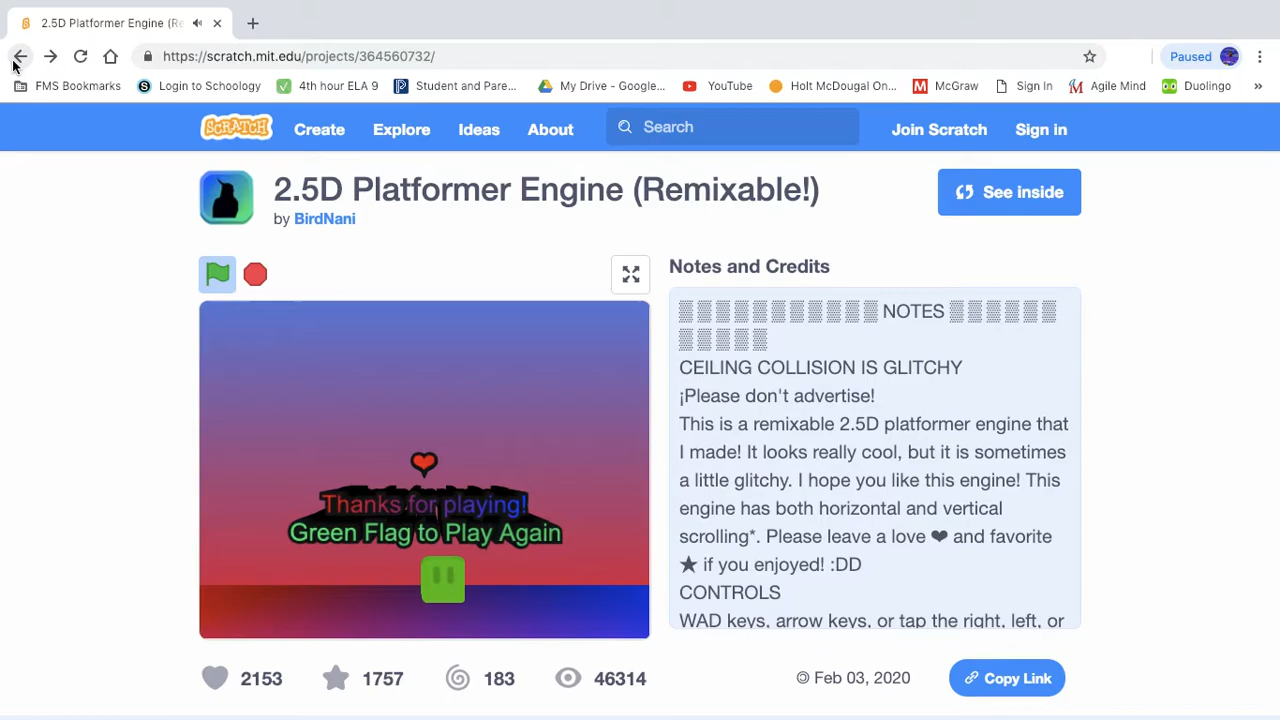 2.5D Platformer Engine (Re
https://scratch.mit.edu/projects/364560732/
Paused
FMS Bookmarks
Login to Schoology
4th hour ELA 9
Student and Pare...
My Drive - Google...
YouTube
Holt McDougal On...
McGraw
Sign In
Agile Mind
Duolingo
»
SCRATCH
Create
Explore
Ideas
About
Search
Join Scratch
Sign in
2.5D Platformer Engine (Remixable!)
by BirdNani
See inside
Thanks for playing!
Green Flag to Play Again
Notes and Credits
▒ ▒ ▒ ▒ ▒ ▒ ▒ ▒ ▒ ▒ ▒ NOTES ▒ ▒ ▒ ▒ ▒ ▒
▒ ▒ ▒ ▒ ▒
CEILING COLLISION IS GLITCHY
¡Please don't advertise!
This is a remixable 2.5D platformer engine that
I made! It looks really cool, but it is sometimes
a little glitchy. I hope you like this engine! This
engine has both horizontal and vertical
scrolling*. Please leave a love ❤ and favorite
★ if you enjoyed! :DD
CONTROLS
WAD keys, arrow keys, or tap the right, left, or
2153
1757
183
46314
© Feb 03, 2020
Copy Link